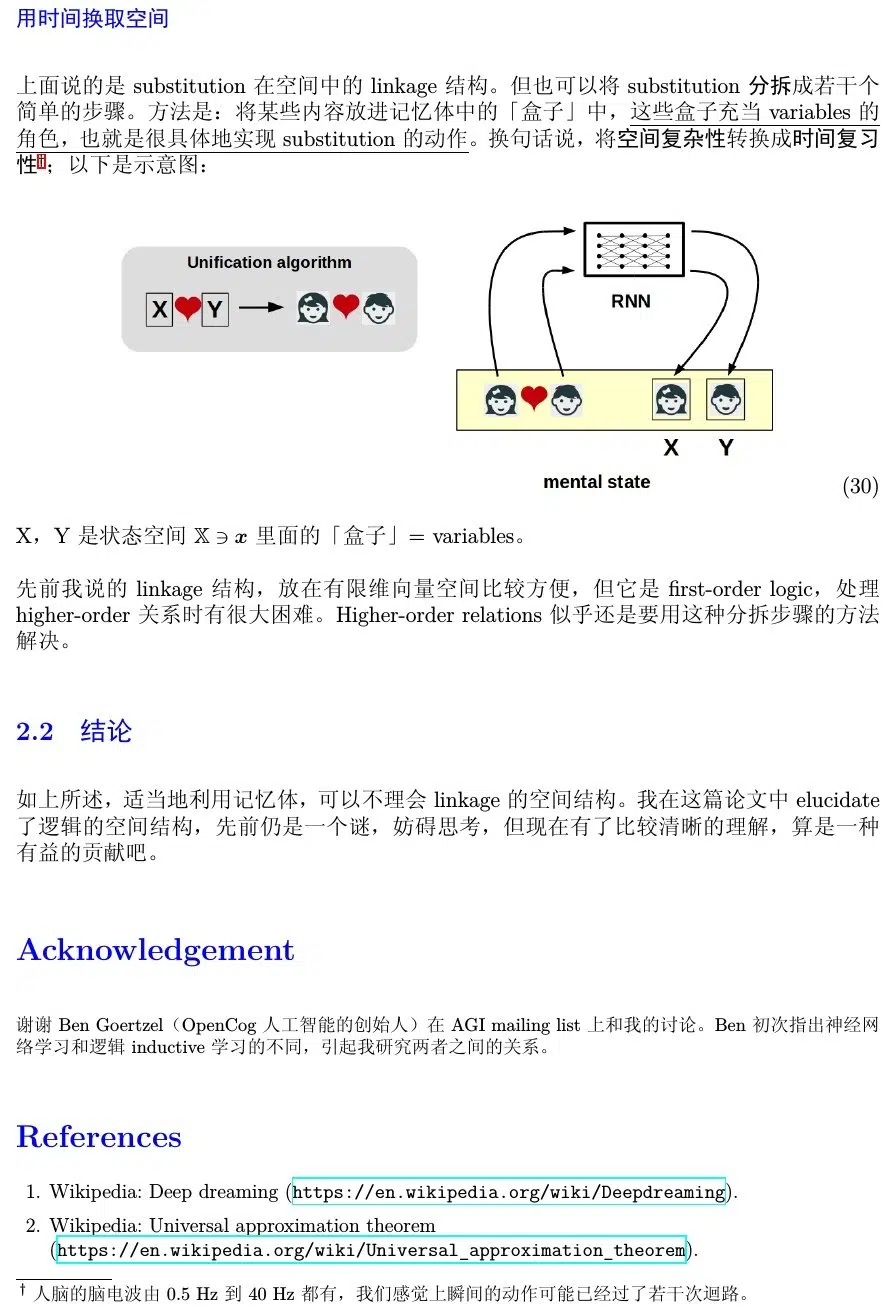 用时间换取空间
上面说的是 substitution 在空间中的 linkage 结构。但也可以将 substitution 分拆成若干个
简单的步骤。方法是：将某些内容放进记忆体中的「盒子」中，这些盒子充当 variables 的
角色，也就是很具体地实现 substitution 的动作。换句话说，将空间复杂性转换成时间复习
性†；以下是示意图：
Unification algorithm
X Y
RNN
X Y
mental state
(30)
X，Y 是状态空间 𝕏 ∋ x 里面的「盒子」= variables。
先前我说的 linkage 结构，放在有限维向量空间比较方便，但它是 first-order logic，处理
higher-order 关系时有很大困难。Higher-order relations 似乎还是要用这种分拆步骤的方法
解决。
2.2 结论
如上所述，适当地利用记忆体，可以不理会 linkage 的空间结构。我在这篇论文中 elucidate
了逻辑的空间结构，先前仍是一个谜，妨碍思考，但现在有了比较清晰的理解，算是一种
有益的贡献吧。
Acknowledgement
谢谢 Ben Goertzel（OpenCog 人工智能的创始人）在 AGI mailing list 上和我的讨论。Ben 初次指出神经网
络学习和逻辑 inductive 学习的不同，引起我研究两者之间的关系。
References
1. Wikipedia: Deep dreaming (https://en.wikipedia.org/wiki/Deepdreaming).
2. Wikipedia: Universal approximation theorem
(https://en.wikipedia.org/wiki/Universal_approximation_theorem).
† 人脑的脑电波由 0.5 Hz 到 40 Hz 都有，我们感觉上瞬间的动作可能已经过了若干次迴路。